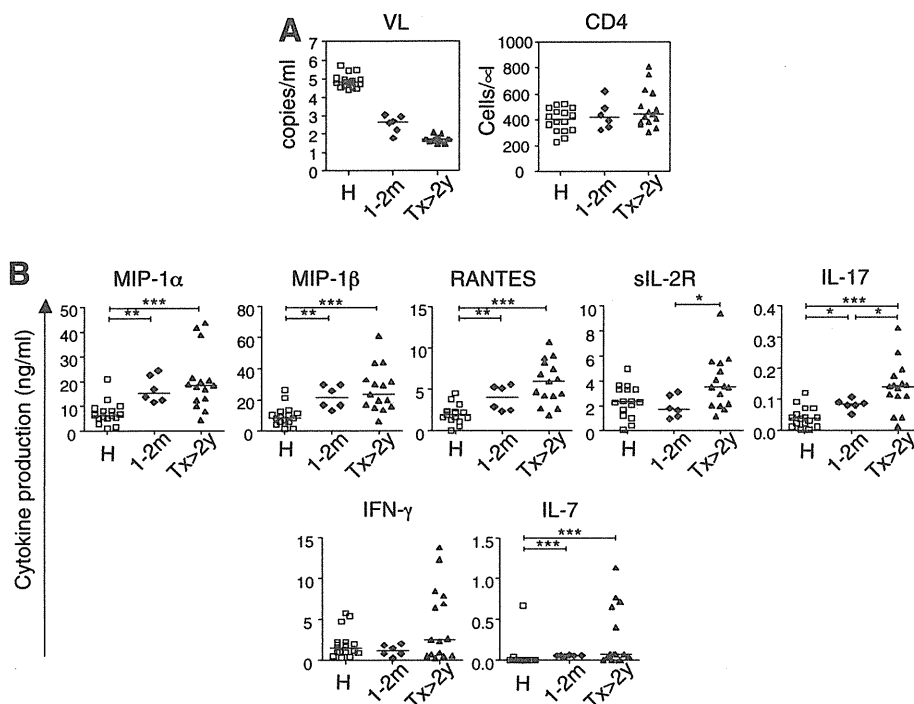 A
VL
CD4
copies/ml
7
6
5
4
3
2
1
0
H
1-2m
Tx>2y
Cells/∝l
1000
800
600
400
200
0
H
1-2m
Tx>2y
B
Cytokine production (ng/ml)
MIP-1α
50
40
30
20
10
0
***
**
H
1-2m
Tx>2y
MIP-1β
80
60
40
20
0
***
**
H
1-2m
Tx>2y
RANTES
15
10
5
0
***
**
H
1-2m
Tx>2y
sIL-2R
10
8
6
4
2
0
*
H
1-2m
Tx>2y
IL-17
0.4
0.3
0.2
0.1
0.0
***
* *
H
1-2m
Tx>2y
IFN-γ
15
10
5
0
H
1-2m
Tx>2y
IL-7
1.5
1.0
0.5
0.0
***
***
H
1-2m
Tx>2y